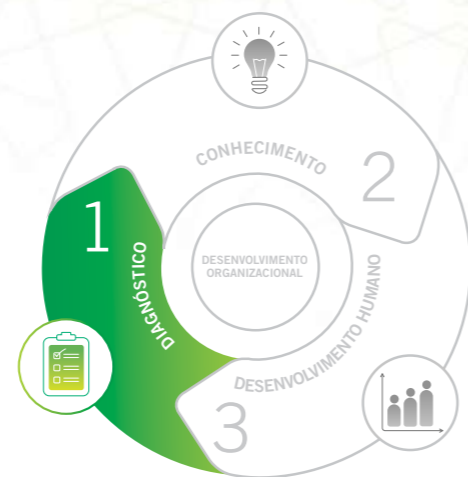 1
DIAGNÓSTICO
CONHECIMENTO
2
DESENVOLVIMENTO
ORGANIZACIONAL
DESENVOLVIMENTO HUMANO
3